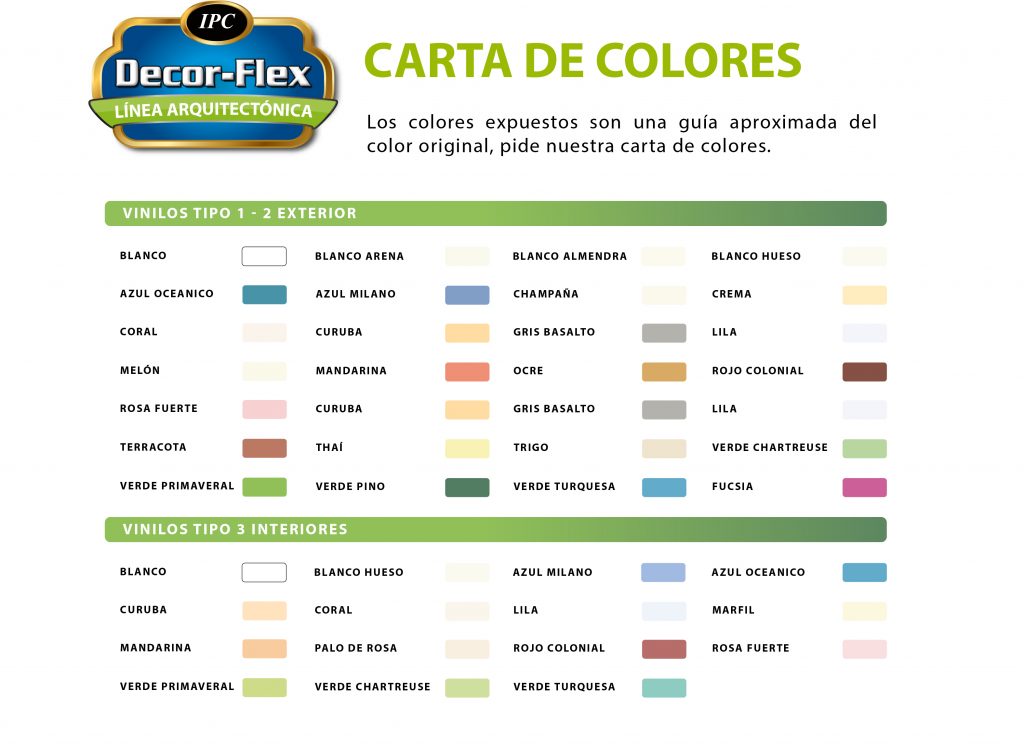 IPC
Decor-Flex
LÍNEA ARQUITECTÓNICA
CARTA DE COLORES
Los colores expuestos son una guía aproximada del
color original, pide nuestra carta de colores.
VINILOS TIPO 1 - 2 EXTERIOR
BLANCO BLANCO ARENA BLANCO ALMENDRA BLANCO HUESO
AZUL OCEANICO AZUL MILANO CHAMPAÑA CREMA
CORAL CURUBA GRIS BASALTO LILA
MELÓN MANDARINA OCRE ROJO COLONIAL
ROSA FUERTE CURUBA GRIS BASALTO LILA
TERRACOTA THAÍ TRIGO VERDE CHARTREUSE
VERDE PRIMAVERAL VERDE PINO VERDE TURQUESA FUCSIA
VINILOS TIPO 3 INTERIORES
BLANCO BLANCO HUESO AZUL MILANO AZUL OCEANICO
CURUBA CORAL LILA MARFIL
MANDARINA PALO DE ROSA ROJO COLONIAL ROSA FUERTE
VERDE PRIMAVERAL VERDE CHARTREUSE VERDE TURQUESA